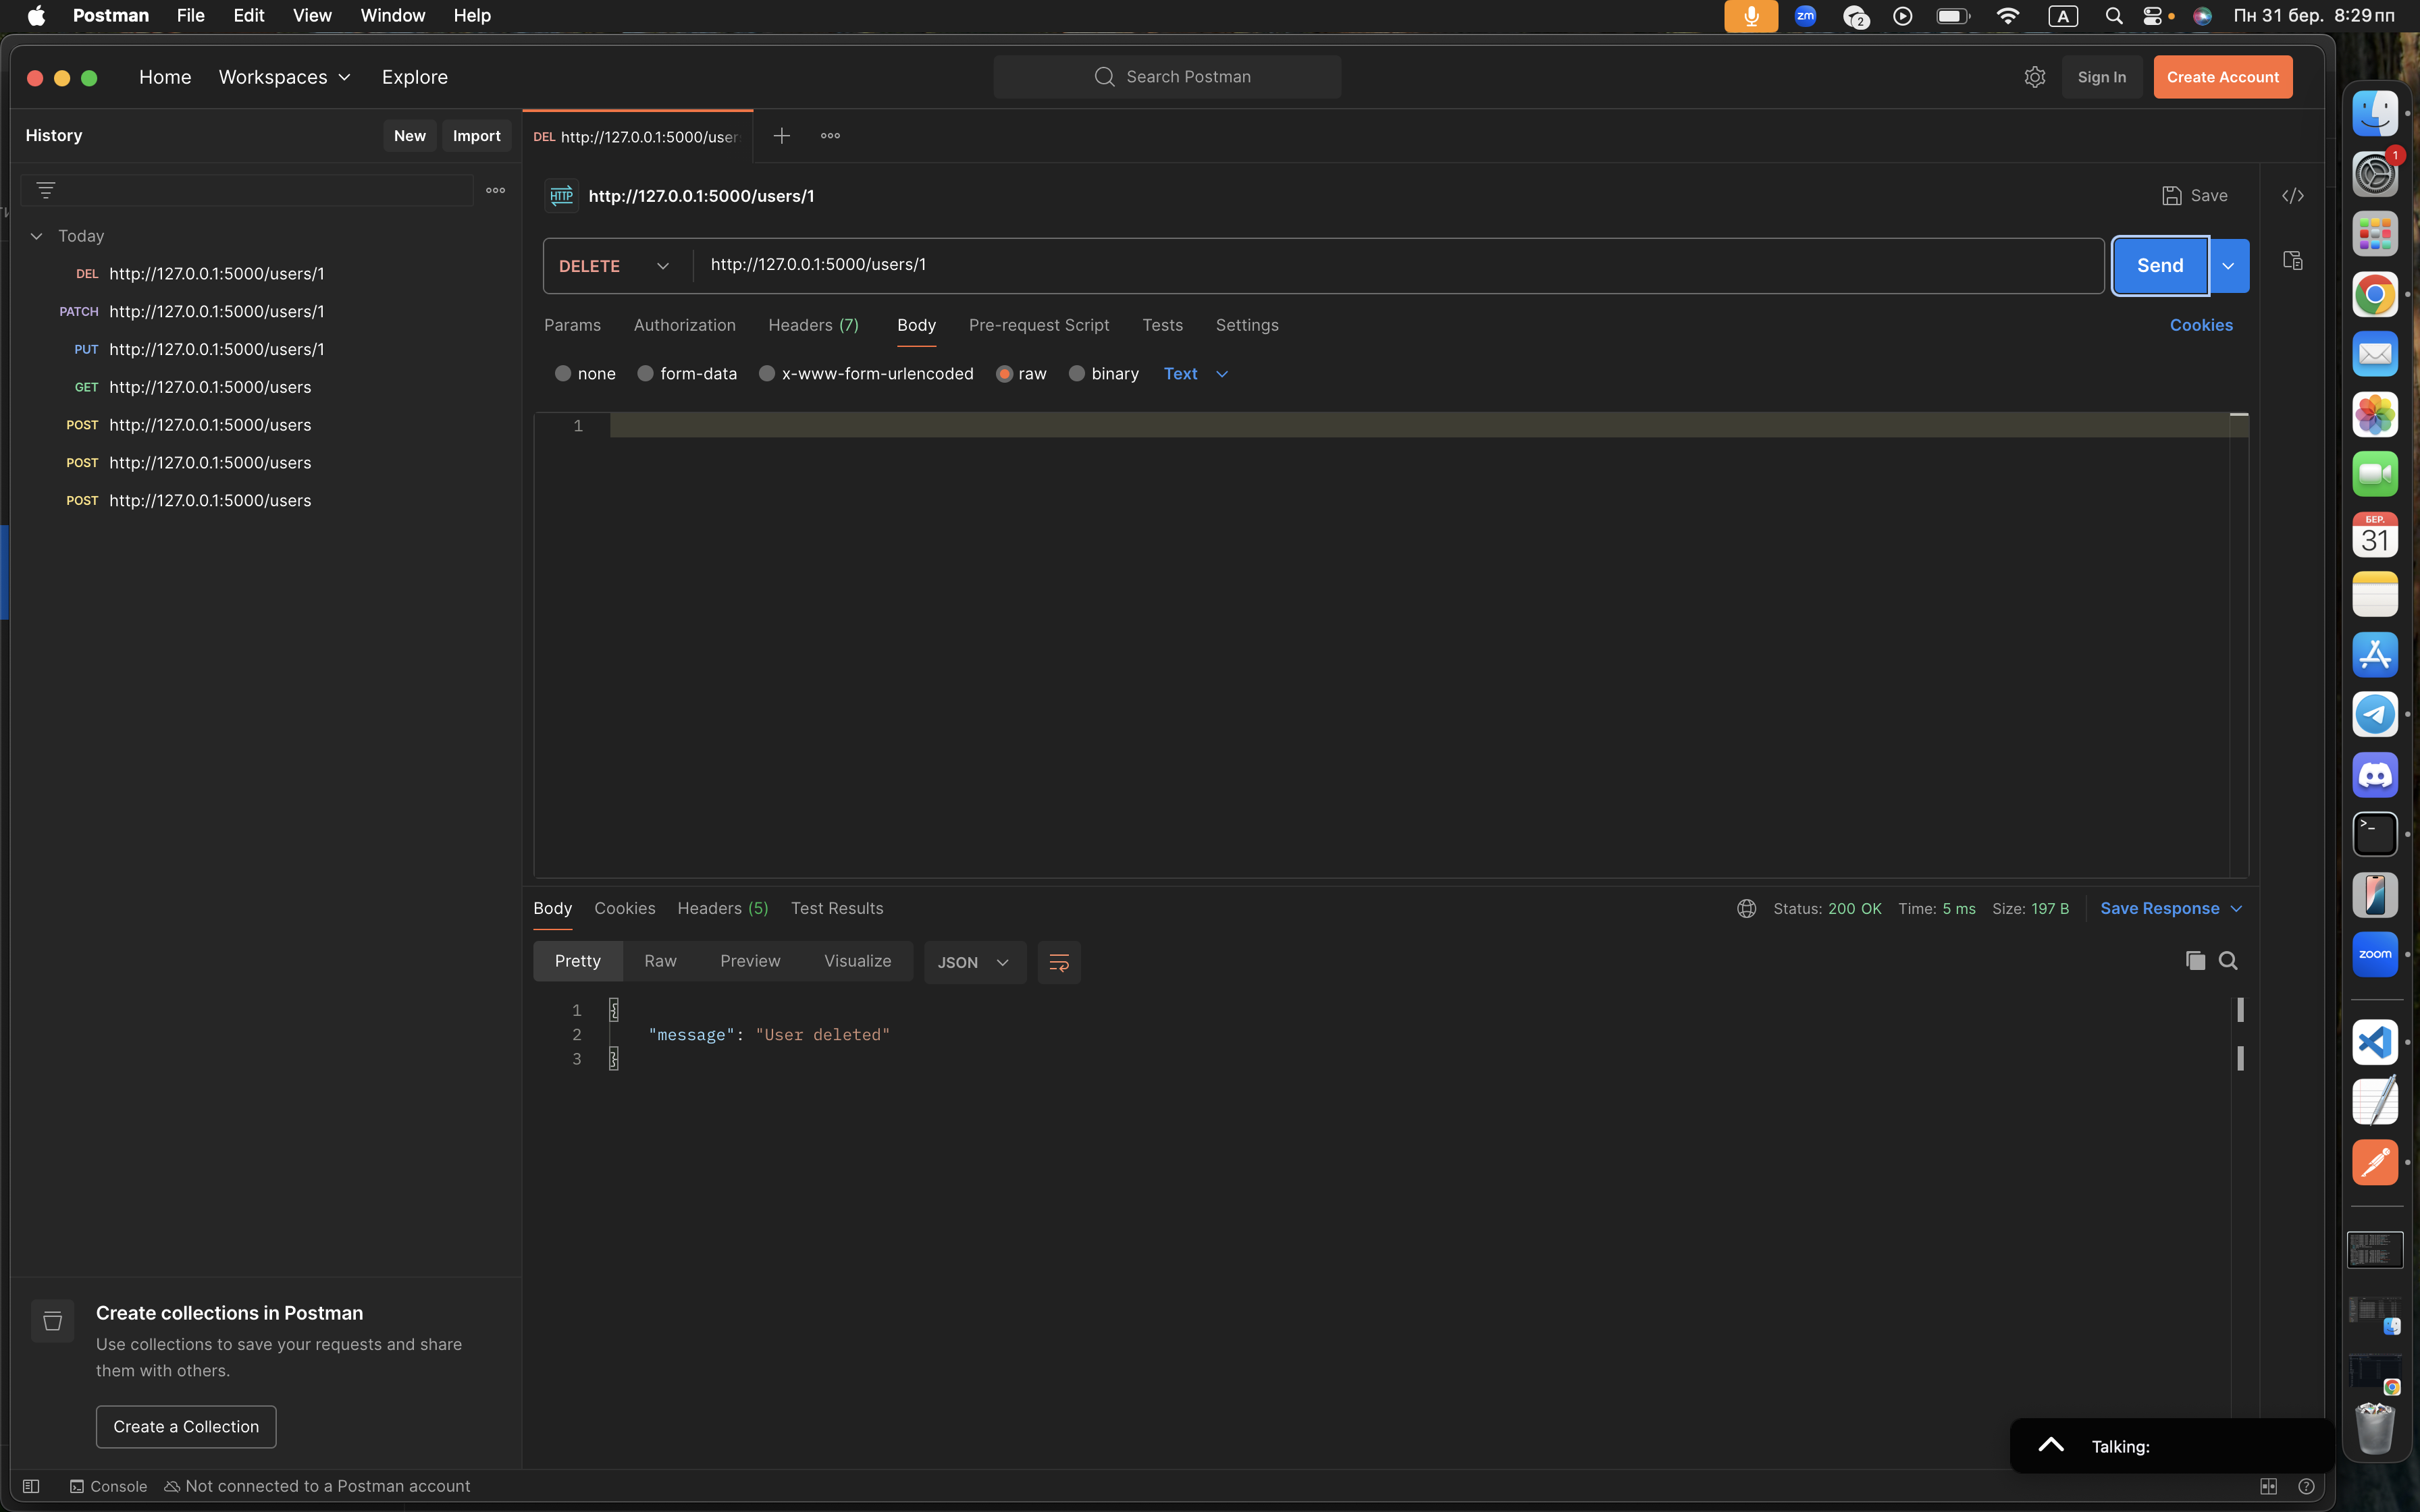 Postman File Edit View Window Help
zm 2 A Пн 31 бер. 8:29 пп
Home Workspaces Explore
Search Postman
Sign In Create Account
History New Import
DEL http://127.0.0.1:5000/user
http://127.0.0.1:5000/users/1
Save
Today
DEL http://127.0.0.1:5000/users/1
PATCH http://127.0.0.1:5000/users/1
PUT http://127.0.0.1:5000/users/1
GET http://127.0.0.1:5000/users
POST http://127.0.0.1:5000/users
POST http://127.0.0.1:5000/users
POST http://127.0.0.1:5000/users
HTTP
DELETE http://127.0.0.1:5000/users/1 Send
Params Authorization Headers (7) Body Pre-request Script Tests Settings Cookies
none form-data x-www-form-urlencoded raw binary Text
1
Body Cookies Headers (5) Test Results
Status: 200 OK Time: 5 ms Size: 197 B Save Response
Pretty Raw Preview Visualize JSON
1 {
2 "message": "User deleted"
3 }
Create collections in Postman
Use collections to save your requests and share
them with others.
Create a Collection
Console Not connected to a Postman account
Talking:
1
БЕР.
31
zoom